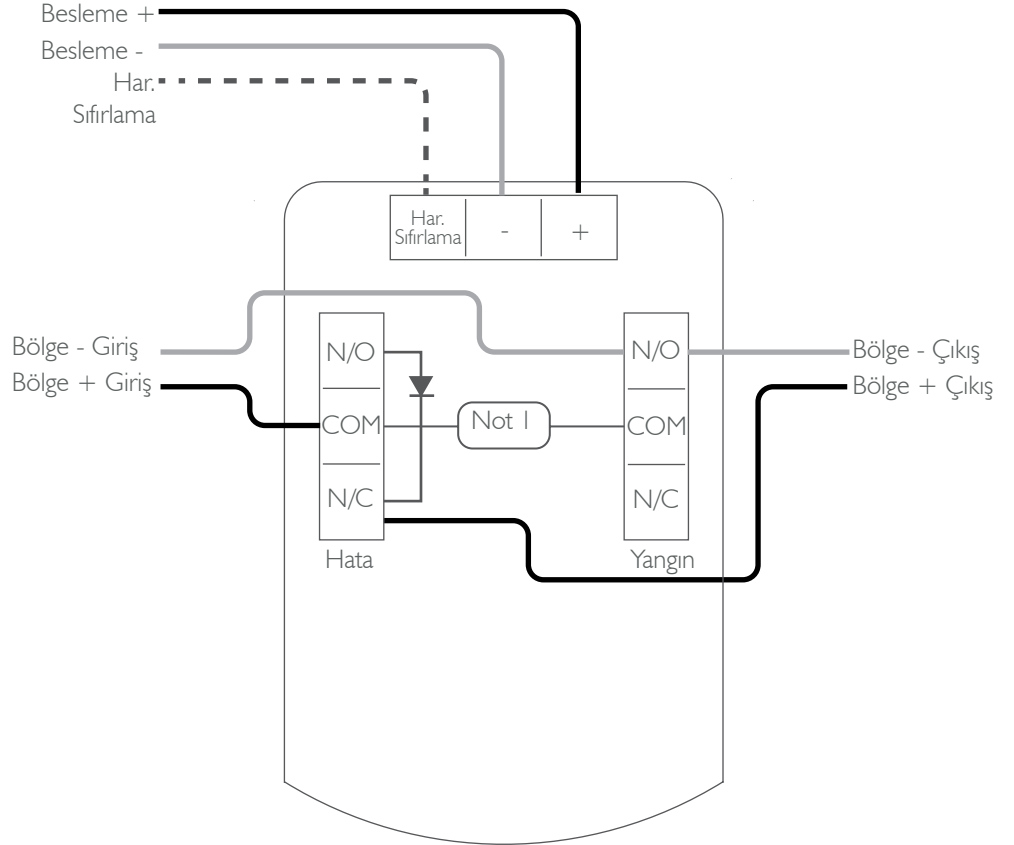 Besleme +
Besleme -
Har.
Sıfırlama
Har.
Sıfırlama
-
+
Bölge - Giriş
Bölge + Giriş
N/O
COM
N/C
Hata
Not 1
N/O
COM
N/C
Yangın
Bölge - Çıkış
Bölge + Çıkış